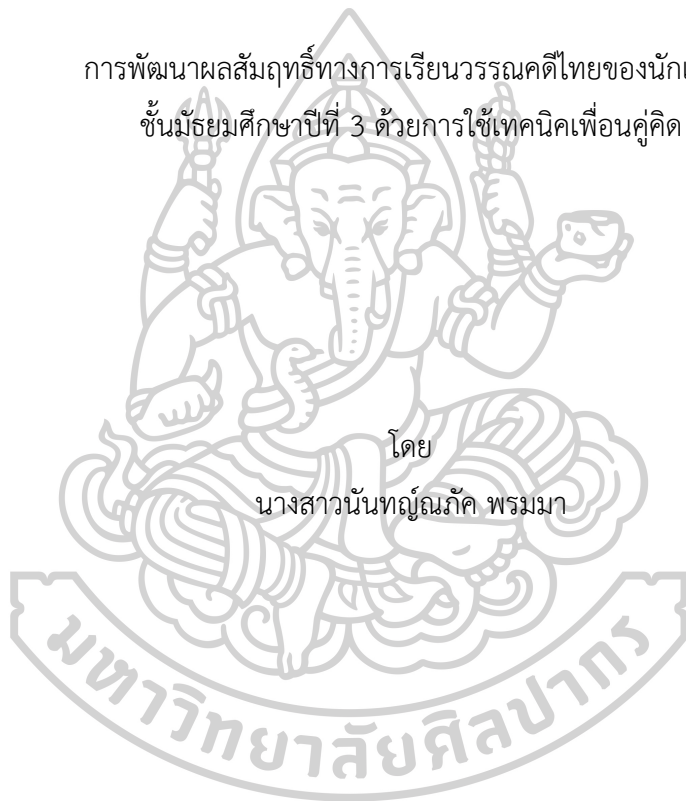 การพัฒนาผลสัมฤทธิ์ทางการเรียนวรรณคดีไทยของนัก
ชั้นมัธยมศึกษาปีที่ 3 ด้วยการใช้เทคนิคเพื่อนคู่คิด
โดย
นางสาวนันทญ์ณภัค พรมมา
มหาวิทยาลัยศิลปากร